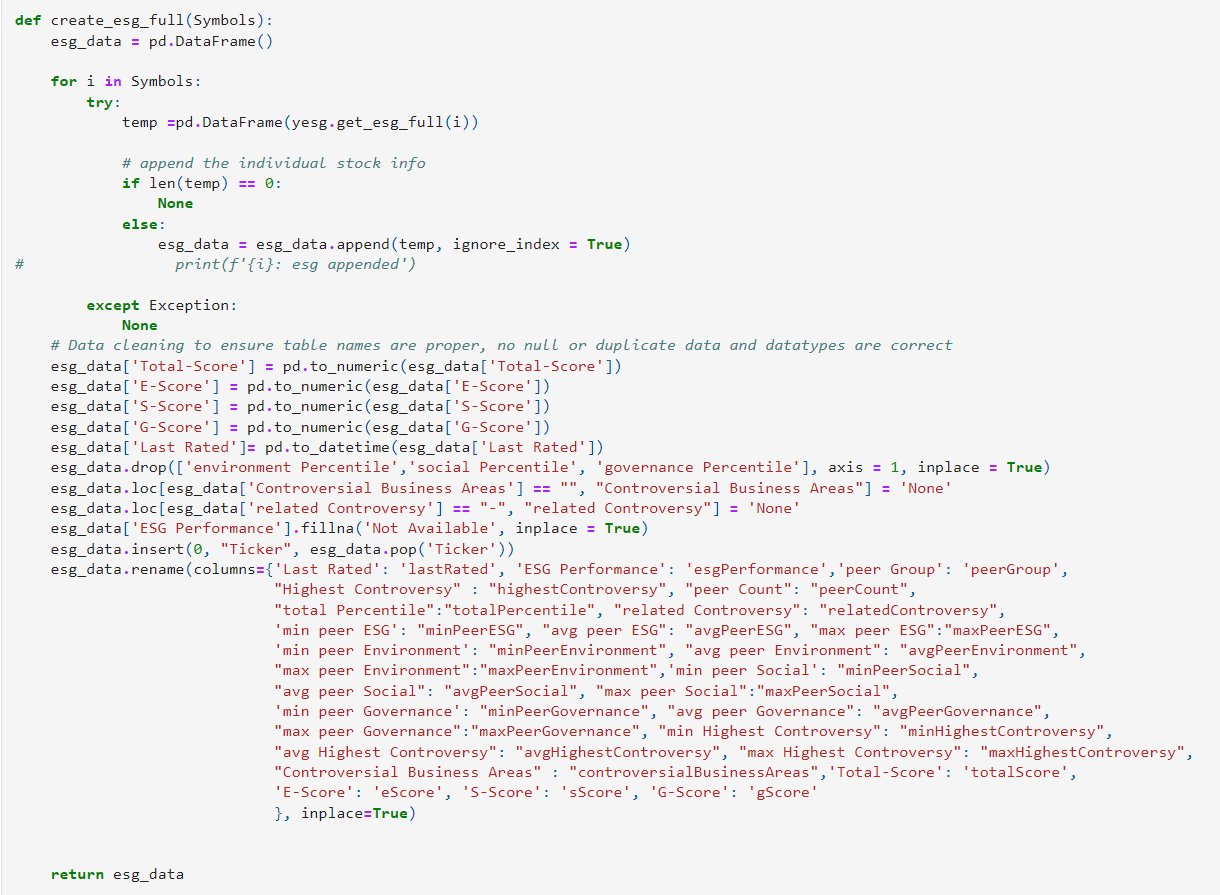 def create_esg_full(Symbols):
    esg_data = pd.DataFrame()

    for i in Symbols:
        try:
            temp =pd.DataFrame(yesg.get_esg_full(i))

            # append the individual stock info
            if len(temp) == 0:
                None
            else:
                esg_data = esg_data.append(temp, ignore_index = True)
#                 print(f'{i}: esg appended')

        except Exception:
            None
    # Data cleaning to ensure table names are proper, no null or duplicate data and datatypes are correct
    esg_data['Total-Score'] = pd.to_numeric(esg_data['Total-Score'])
    esg_data['E-Score'] = pd.to_numeric(esg_data['E-Score'])
    esg_data['S-Score'] = pd.to_numeric(esg_data['S-Score'])
    esg_data['G-Score'] = pd.to_numeric(esg_data['G-Score'])
    esg_data['Last Rated']= pd.to_datetime(esg_data['Last Rated'])
    esg_data.drop(['environment Percentile','social Percentile', 'governance Percentile'], axis = 1, inplace = True)
    esg_data.loc[esg_data['Controversial Business Areas'] == "", "Controversial Business Areas"] = 'None'
    esg_data.loc[esg_data['related Controversy'] == "-", "related Controversy"] = 'None'
    esg_data['ESG Performance'].fillna('Not Available', inplace = True)
    esg_data.insert(0, "Ticker", esg_data.pop('Ticker'))
    esg_data.rename(columns={'Last Rated': 'lastRated', 'ESG Performance': 'esgPerformance','peer Group': 'peerGroup',
                             "Highest Controversy" : "highestControversy", "peer Count": "peerCount",
                             "total Percentile":"totalPercentile", "related Controversy": "relatedControversy",
                             'min peer ESG': "minPeerESG", "avg peer ESG": "avgPeerESG", "max peer ESG":"maxPeerESG",
                             'min peer Environment': "minPeerEnvironment", "avg peer Environment": "avgPeerEnvironment",
                             "max peer Environment":"maxPeerEnvironment",'min peer Social': "minPeerSocial",
                             "avg peer Social": "avgPeerSocial", "max peer Social":"maxPeerSocial",
                             'min peer Governance': "minPeerGovernance", "avg peer Governance": "avgPeerGovernance",
                             "max peer Governance":"maxPeerGovernance", "min Highest Controversy": "minHighestControversy",
                             "avg Highest Controversy": "avgHighestControversy", "max Highest Controversy": "maxHighestControversy",
                             "Controversial Business Areas" : "controversialBusinessAreas",'Total-Score': 'totalScore',
                             'E-Score': 'eScore', 'S-Score': 'sScore', 'G-Score': 'gScore'
                             }, inplace=True)


    return esg_data